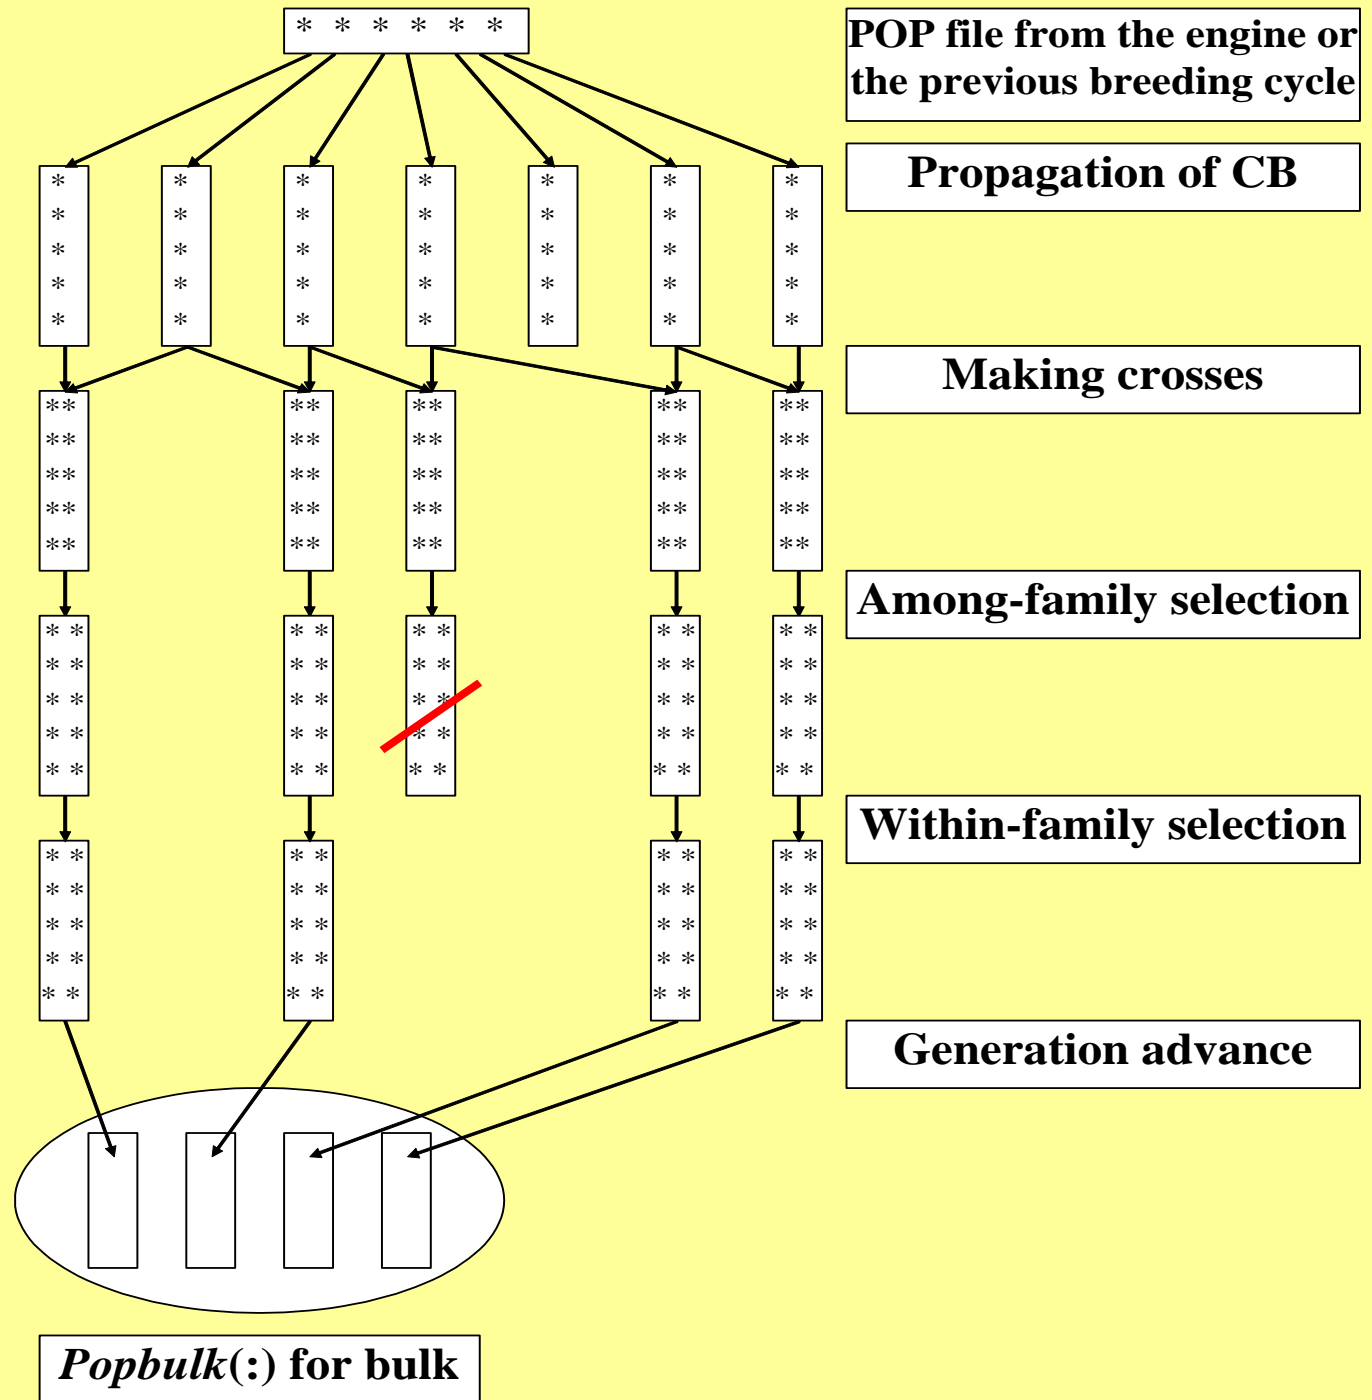 * * * * * *
POP file from the engine or
the previous breeding cycle
Propagation of CB
* * * * * * *
* * * * * * *
* * * * * * *
* * * * * * *
* * * * * * *
Making crosses
** ** ** ** **
** ** ** ** **
** ** ** ** **
** ** ** ** **
** ** ** ** **
Among-family selection
* * * * * * * * * *
* * * * * * * * * *
* * * * * * * * * *
* * * * * * * * * *
* * * * * * * * * *
Within-family selection
* * * * * * * *
* * * * * * * *
* * * * * * * *
* * * * * * * *
* * * * * * * *
Generation advance
Popbulk(:) for bulk